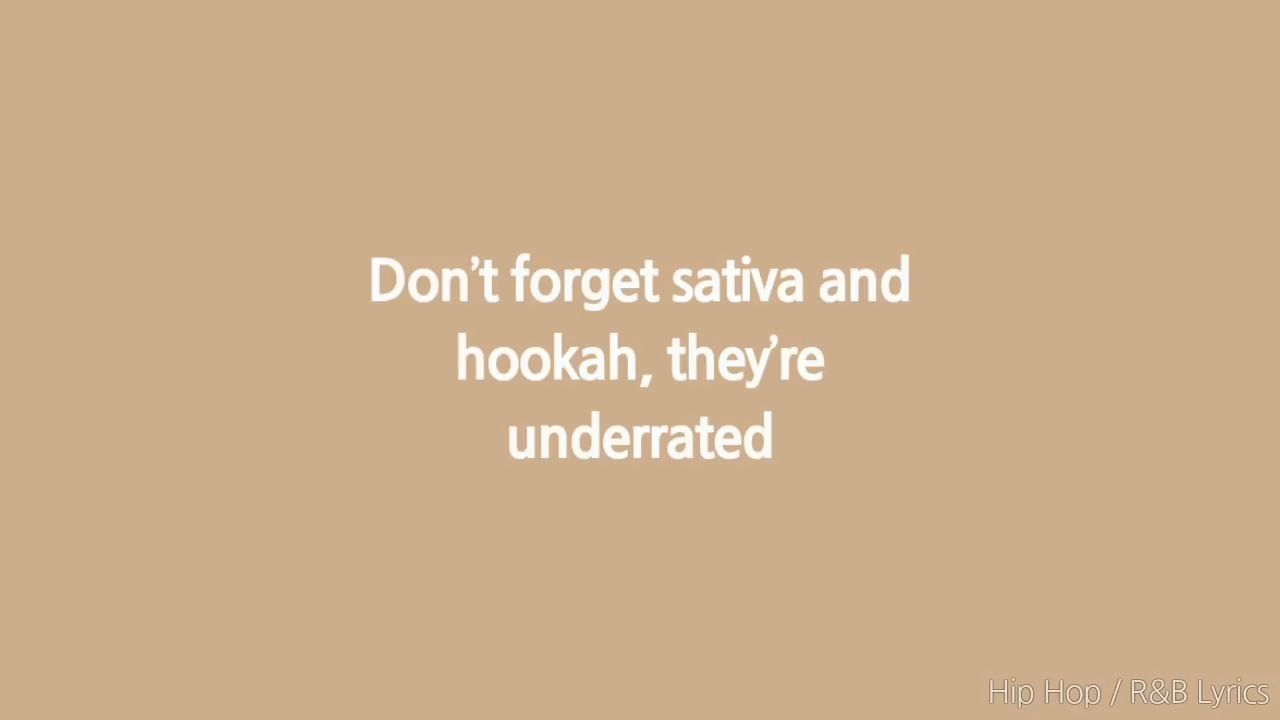 Don’t forget sativa and
hookah, they’re
underrated
Hip Hop / R&B Lyrics